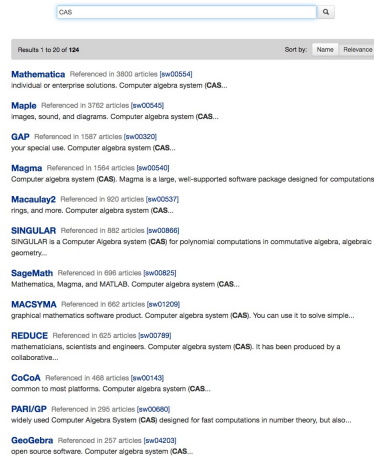 CAS
Results 1 to 20 of 124 Sort by: Name Relevance
Mathematica Referenced in 3800 articles [sw00554]
individual or enterprise solutions. Computer algebra system (CAS...
Maple Referenced in 3762 articles [sw00545]
images, sound, and diagrams. Computer algebra system (CAS...
GAP Referenced in 1587 articles [sw00320]
your special use. Computer algebra system (CAS...
Magma Referenced in 1564 articles [sw00540]
Computer algebra system (CAS). Magma is a large, well-supported software package designed for computations
Macaulay2 Referenced in 920 articles [sw00537]
rings, and more. Computer algebra system (CAS...
SINGULAR Referenced in 882 articles [sw00866]
SINGULAR is a Computer Algebra system (CAS) for polynomial computations in commutative algebra, algebraic
geometry...
SageMath Referenced in 696 articles [sw00825]
Mathematica, Magma, and MATLAB. Computer algebra system (CAS...
MACSYMA Referenced in 662 articles [sw01209]
graphical mathematics software product. Computer algebra system (CAS). You can use it to solve simple...
REDUCE Referenced in 625 articles [sw00789]
mathematicians, scientists and engineers. Computer algebra system (CAS). It has been produced by a
collaborative...
CoCoA Referenced in 468 articles [sw00143]
common to most platforms. Computer algebra system (CAS...
PARI/GP Referenced in 295 articles [sw00680]
widely used Computer Algebra System (CAS) designed for fast computations in number theory, but also...
GeoGebra Referenced in 257 articles [sw04203]
open source software. Computer algebra system (CAS...